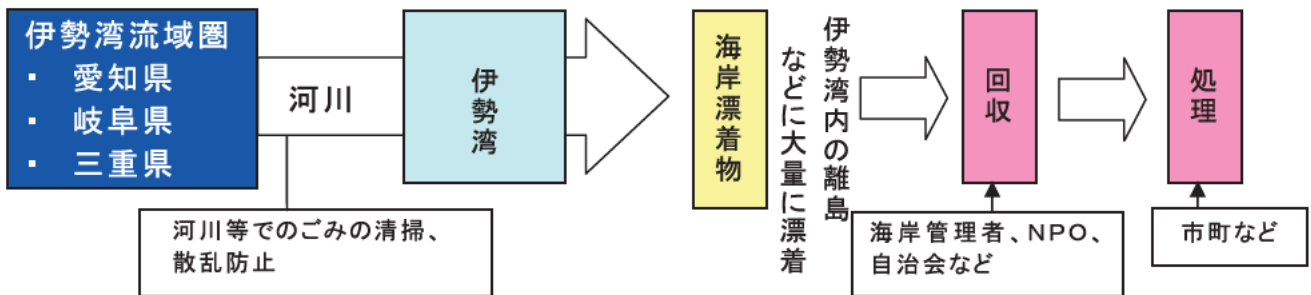 伊勢湾流域圏
・ 愛知県
・ 岐阜県
・ 三重県
河川
河川等でのごみの清掃、
散乱防止
伊勢湾
海岸漂着物
伊勢湾内の離島
などに大量に漂着
回収
海岸管理者、NPO、
自治会など
処理
市町など